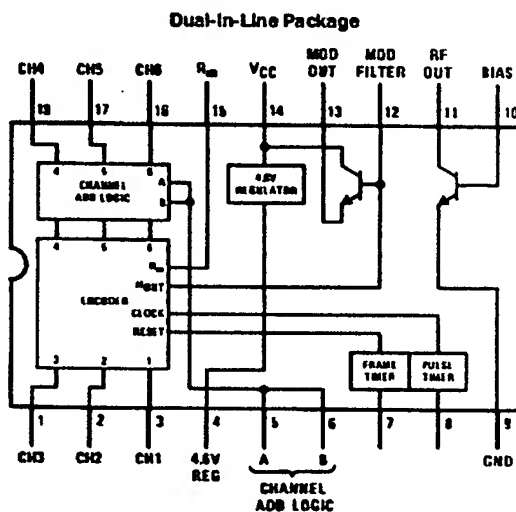 Dual-In-Line Package
CH4 CH5 CH6 Rm VCC MOD OUT MOD FILTER RF OUT BIAS
18 17 16 15 14 13 12 11 10
4 5 6
CHANNEL ADD LOGIC
A
B
4.6V REGULATOR
4 5 6
Rm
MOUT
ENCODER
CLOCK
RESET
3 2 1
FRAME TIMER
PULSE TIMER
1 2 3 4 5 6 7 8 9
CH3 CH2 CH1 4.6V REG A B GND
CHANNEL ADD LOGIC